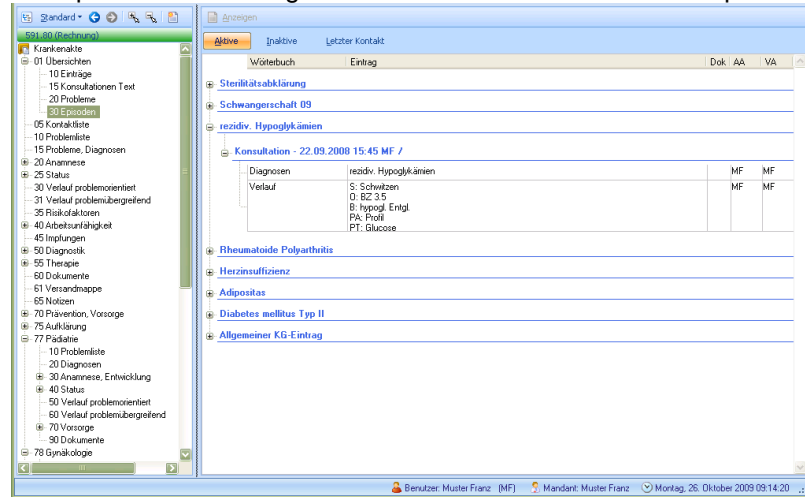 Standard
591.80 (Rechnung)
Krankenakte
01 Übersichten
10 Einträge
15 Konsultationen Text
20 Probleme
30 Episoden
05 Kontaktliste
10 Problemliste
15 Probleme, Diagnosen
20 Anamnese
25 Status
30 Verlauf problemorientiert
31 Verlauf problemübergreifend
35 Risikofaktoren
40 Arbeitsunfähigkeit
45 Impfungen
50 Diagnostik
55 Therapie
60 Dokumente
61 Versandmappe
65 Notizen
70 Prävention, Vorsorge
75 Aufklärung
77 Pädiatrie
10 Problemliste
20 Diagnosen
30 Anamnese, Entwicklung
40 Status
50 Verlauf problemorientiert
60 Verlauf problemübergreifend
70 Vorsorge
90 Dokumente
78 Gynäkologie
Anzeigen
Aktive Inaktive Letzter Kontakt
Wörterbuch Eintrag Dok AA VA
Sterilitätsabklärung
Schwangerschaft 09
rezidiv. Hypoglykämien
Konsultation - 22.09.2008 15:45 MF /
Diagnosen rezidiv. Hypoglykämien MF MF
Verlauf S: Schwitzen MF MF
O: BZ 3.5
B: hypogl. Entgl.
PA: Profil
PT: Glucose
Rheumatoide Polyarthritis
Herzinsuffizienz
Adipositas
Diabetes mellitus Typ II
Allgemeiner KG-Eintrag
Benutzer: Muster Franz (MF) Mandant: Muster Franz Montag, 26. Oktober 2009 09:14:20